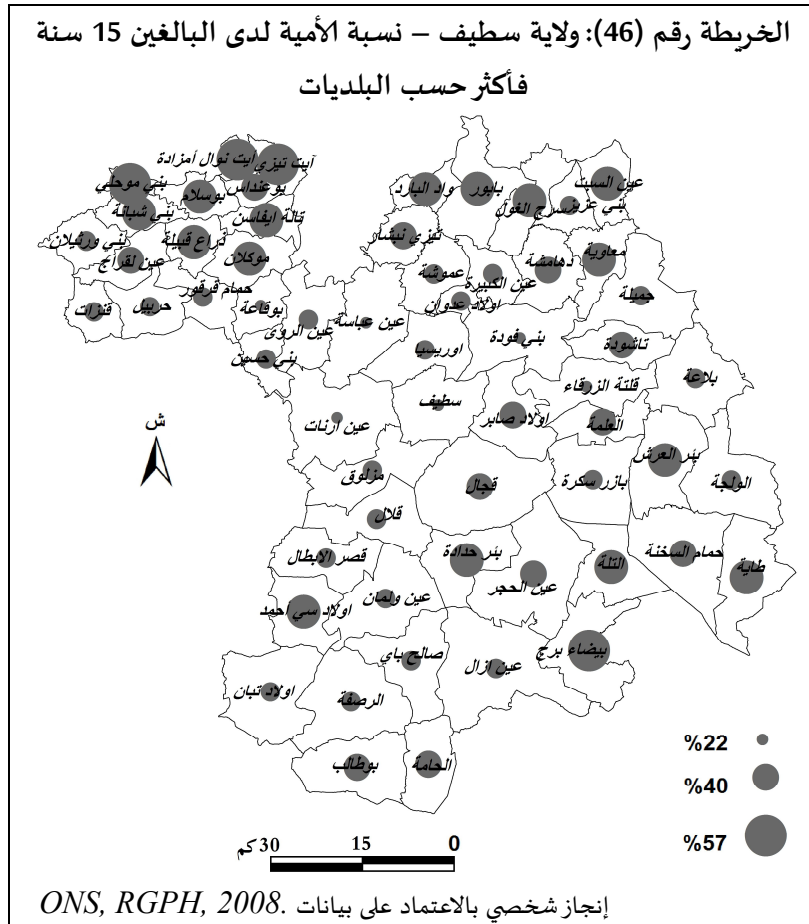 الخريطة رقم (46): ولاية سطيف – نسبة الأمية لدى البالغين 15 سنة
فأكثر حسب البلديات
آيت تيزي
أيت نوال أمزادة
بني موحلي
بوعنداس
بوسلام
بني شبانة
تالة ايفاسن
بني ورثيلان
ذراع قبيلة
عين لقراج
موكلان
حمام قرقور
قنزات
حربيل
بوقاعة
عين الروى
عين عباسة
بني حسين
عين السبت
بني عزيز
سرج الغول
بابور
واد البارد
تيزي نبشار
معاوية
دهامشة
عين الكبيرة
عموشة
اولاد عدوان
جميلة
تاشودة
بني فودة
اوريسيا
بلاعة
قلتة الزرقاء
العلمة
اولاد صابر
سطيف
عين ارنات
بئر العرش
الولجة
بازر سكرة
قجال
مزلوق
قلال
قصر الابطال
بئر حدادة
عين الحجر
التلة
حمام السخنة
طاية
اولاد سي احمد
عين ولمان
بيضاء برج
صالح باي
عين ازال
اولاد تبان
الرصفة
بوطالب
الحامة
ش
%22
%40
%57
30 كم 15 0
إنجاز شخصي بالاعتماد على بيانات ONS, RGPH, 2008.